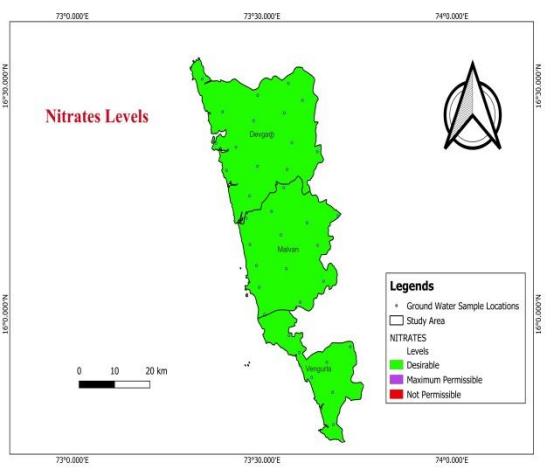 73°0.000'E
73°30.000'E
74°0.000'E
16°30.000'N
16°30.000'N
Nitrates Levels
Devgarh
Malvan
Legends
Ground Water Sample Locations
Study Area
NITRATES
Levels
Desirable
Maximum Permissible
Not Permissible
16°0.000'N
16°0.000'N
Vengurla
0 10 20 km
73°0.000'E
73°30.000'E
74°0.000'E